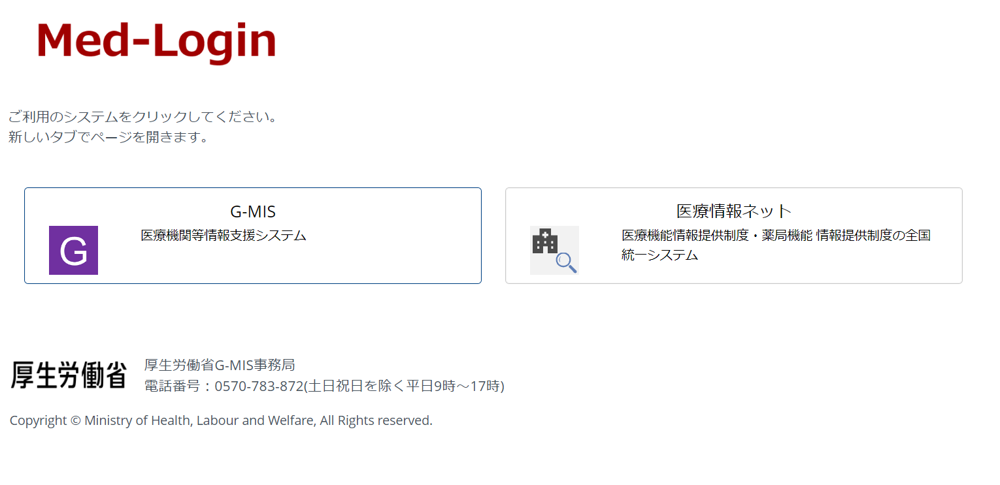 Med-Login
ご利用のシステムをクリックしてください。
新しいタブでページを開きます。
G-MIS
G
医療機関等情報支援システム
医療情報ネット
医療機能情報提供制度・薬局機能 情報提供制度の全国
統一システム
厚生労働省
厚生労働省G-MIS事務局
電話番号：0570-783-872(土日祝日を除く平日9時～17時)
Copyright © Ministry of Health, Labour and Welfare, All Rights reserved.